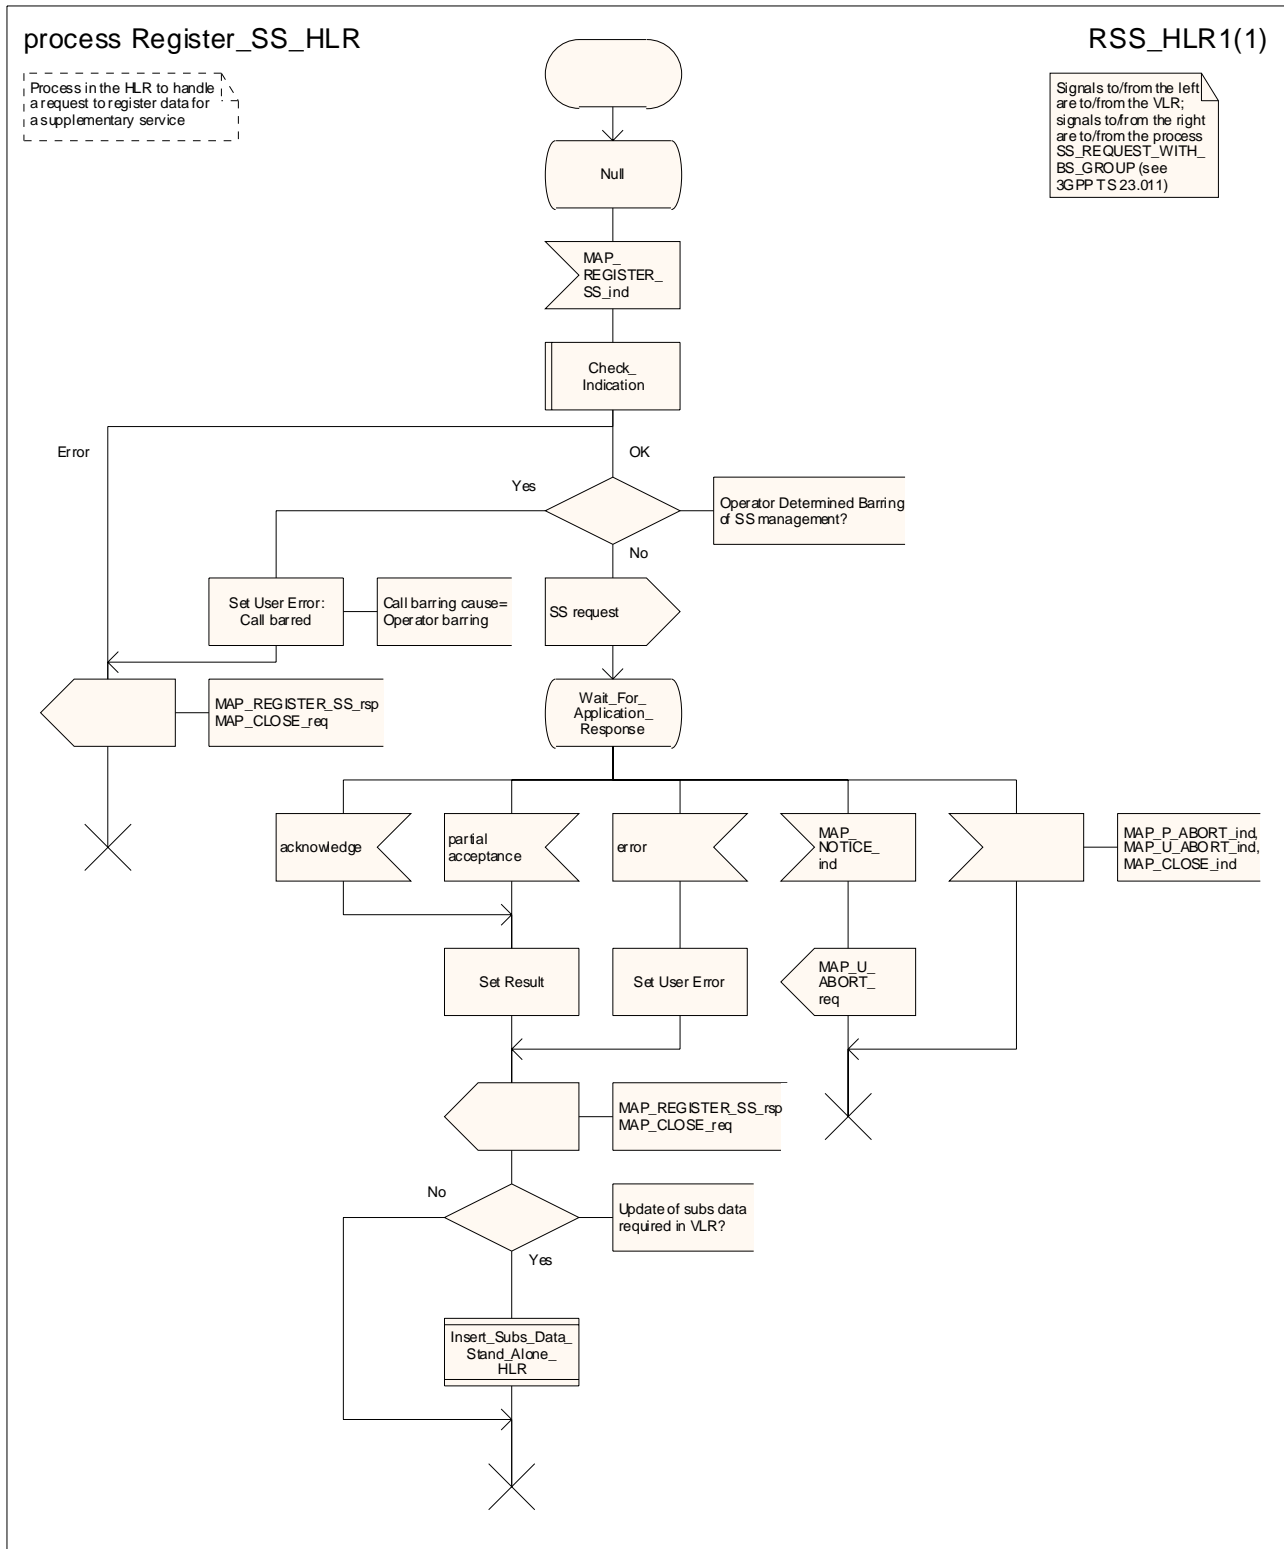 process Register_SS_HLR
RSS_HLR1(1)
Process in the HLR to handle
a request to register data for
a supplementary service
Signals to/from the left
are to/from the VLR;
signals to/from the right
are to/from the process
SS_REQUEST_WITH_
BS_GROUP (see
3GPP TS 23.011)
Null
MAP_
REGISTER_
SS_ind
Check_
Indication
Error
OK
Yes
Operator Determined Barring
of SS management?
No
Set User Error:
Call barred
Call barring cause=
Operator barring
SS request
MAP_REGISTER_SS_rsp
MAP_CLOSE_req
Wait_For_
Application_
Response
acknowledge
partial
acceptance
error
MAP_
NOTICE_
ind
MAP_P_ABORT_ind,
MAP_U_ABORT_ind,
MAP_CLOSE_ind
Set Result
Set User Error
MAP_U_
ABORT_
req
MAP_REGISTER_SS_rsp
MAP_CLOSE_req
No
Update of subs data
required in VLR?
Yes
Insert_Subs_Data_
Stand_Alone_
HLR